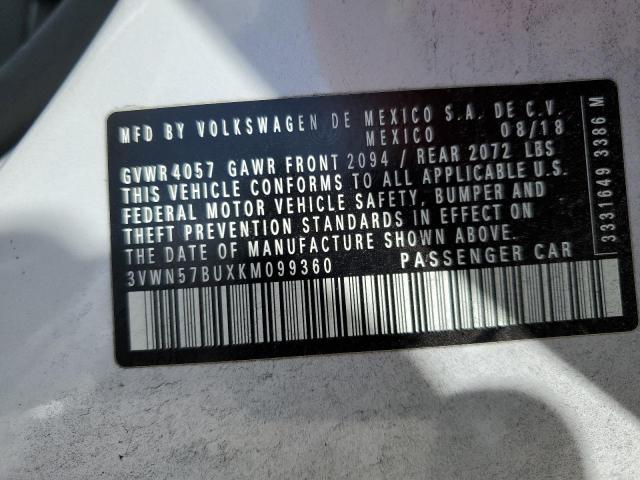 MFD BY VOLKSWAGEN DE MEXICO S.A. DE C.V.
MEXICO 08/18
GVWR 4057 GAWR FRONT 2094 / REAR 2072 LBS
THIS VEHICLE CONFORMS TO ALL APPLICABLE U.S.
FEDERAL MOTOR VEHICLE SAFETY, BUMPER AND
THEFT PREVENTION STANDARDS IN EFFECT ON
THE DATE OF MANUFACTURE SHOWN ABOVE.
3VWN57BUXKM099360 PASSENGER CAR
3331649 3386 M